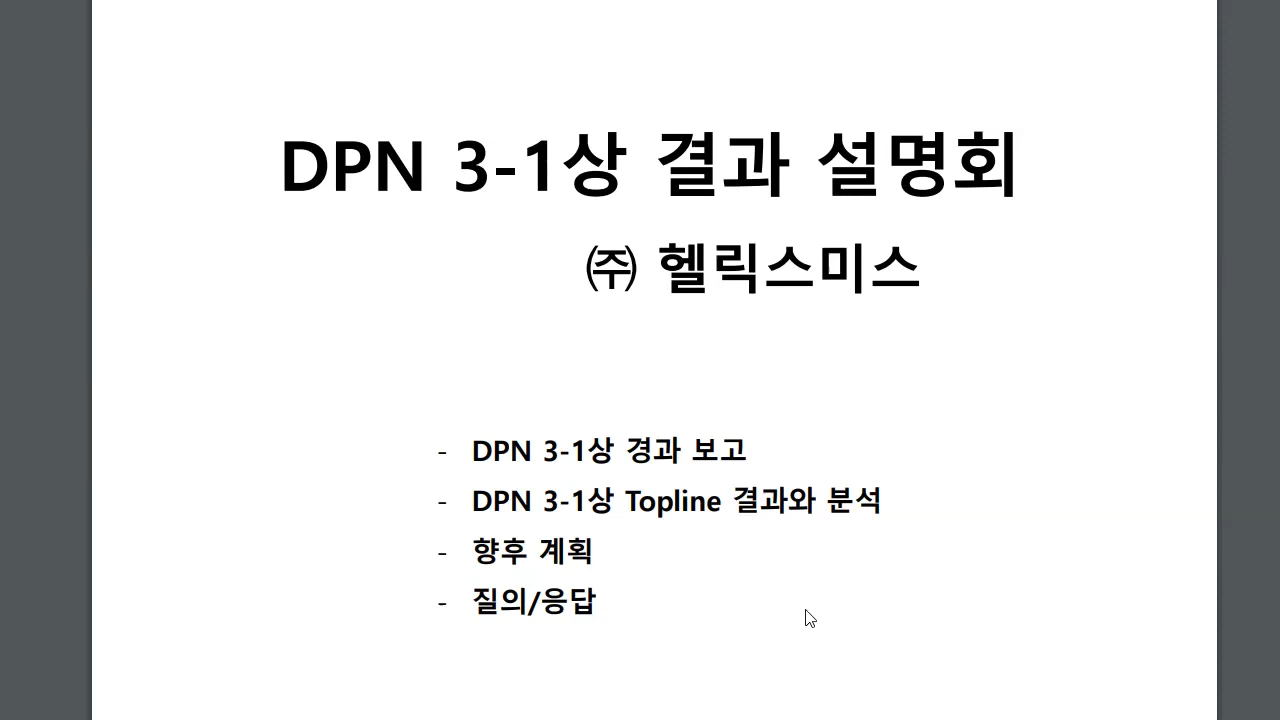 DPN 3-1상 결과 설명회
㈜ 헬릭스미스
- DPN 3-1상 경과 보고
- DPN 3-1상 Topline 결과와 분석
- 향후 계획
- 질의/응답